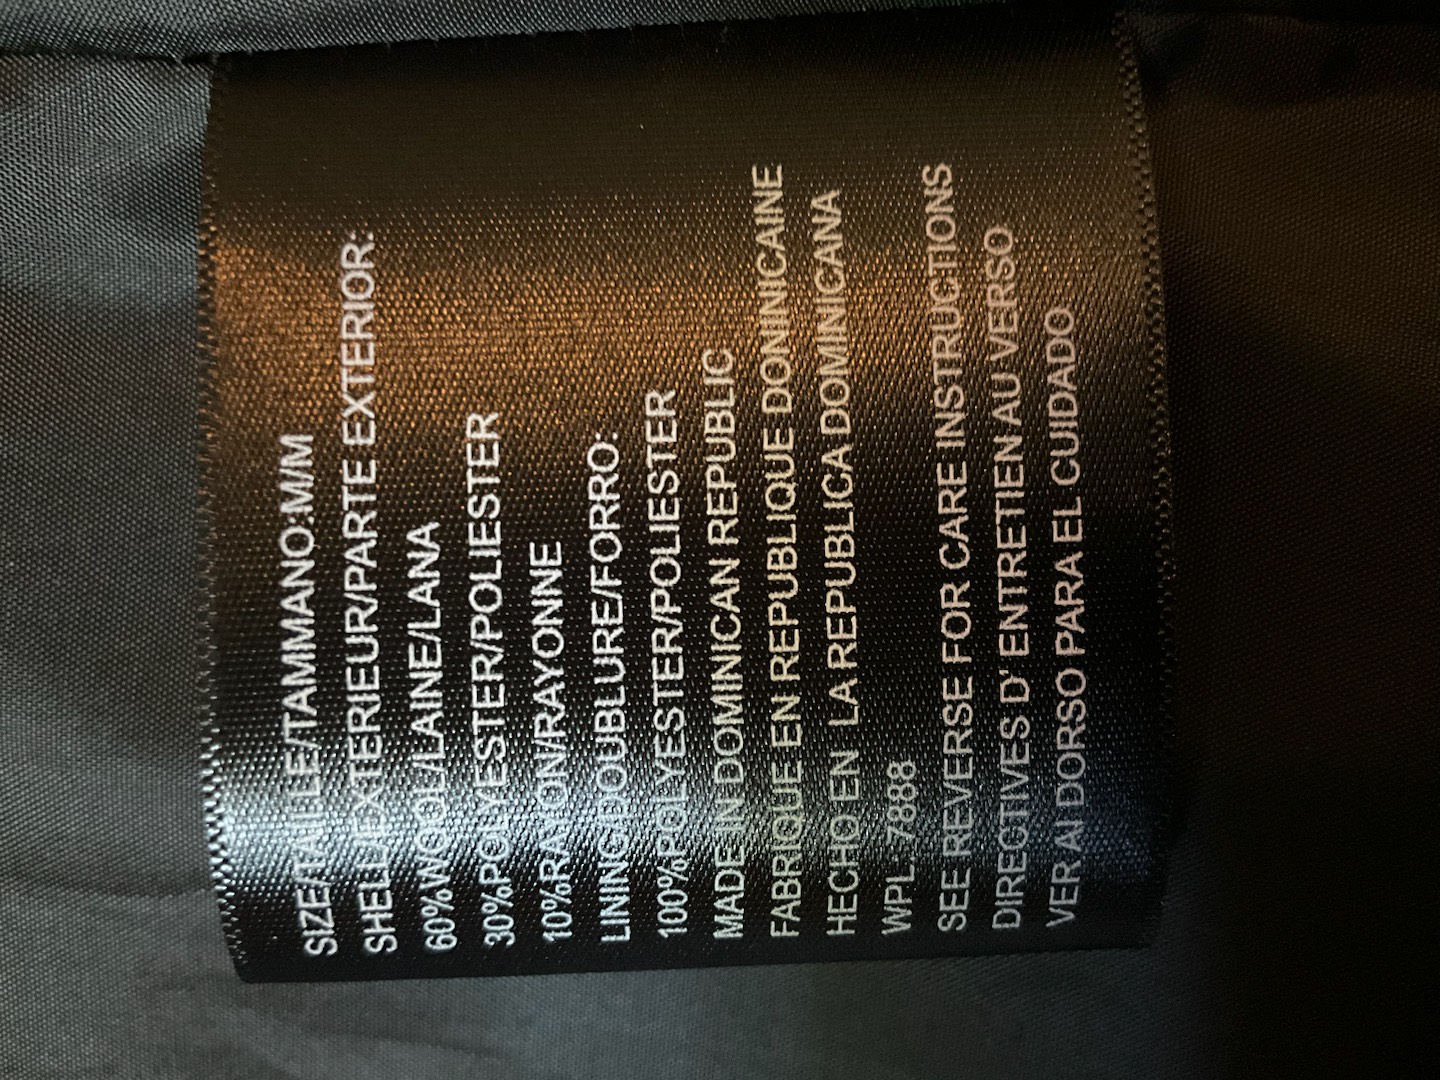 SIZE/TAILLE/TAMMANO:M/M
SHELL/EXTERIEUR/PARTE EXTERIOR:
60%WOOL/LAINE/LANA
30%POLYESTER/POLIESTER
10%RAYON/RAYONNE
LINING/DOUBLURE/FORRO:
100%POLYESTER/POLIESTER
MADE IN DOMINICAN REPUBLIC
FABRIQUE EN REPUBLIQUE DONINICAINE
HECHO EN LA REPUBLICA DOMINICANA
WPL.7888
SEE REVERSE FOR CARE INSTRUCTIONS
DIRECTIVES D' ENTRETIEN AU VERSO
VER AI DORSO PARA EL CUIDADO